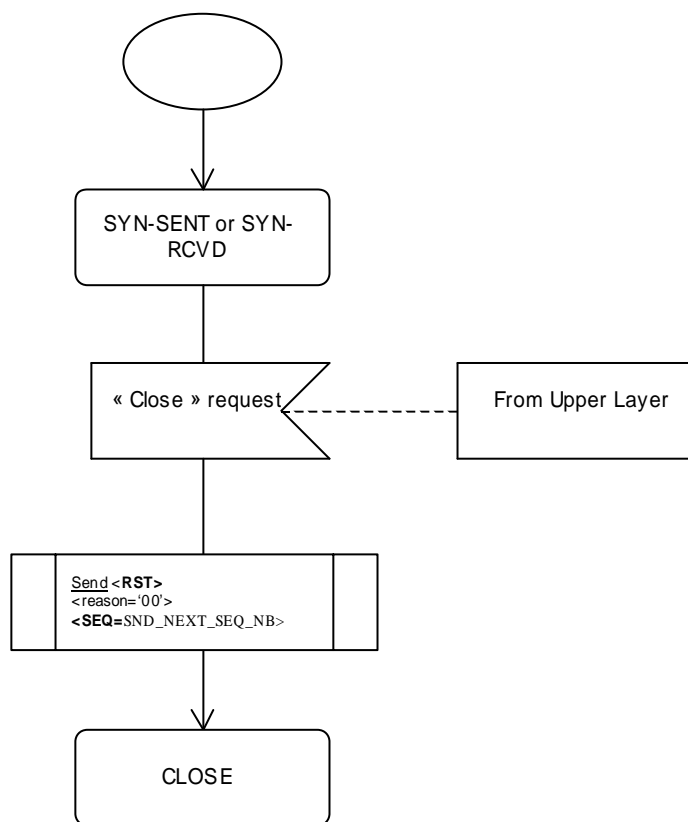 SYN-SENT or SYN-
RCVD
« Close » request
From Upper Layer
Send <RST>
<reason=‘00’>
<SEQ=SND_NEXT_SEQ_NB>
CLOSE